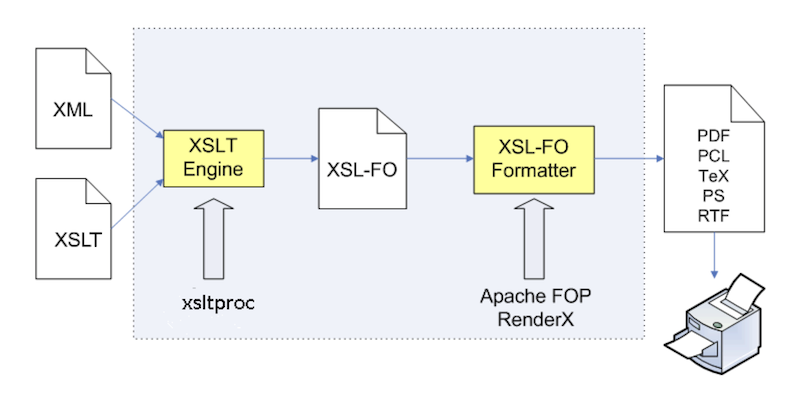 XML
XSLT
XSLT
Engine
xsltproc
XSL-FO
XSL-FO
Formatter
Apache FOP
RenderX
PDF
PCL
TeX
PS
RTF